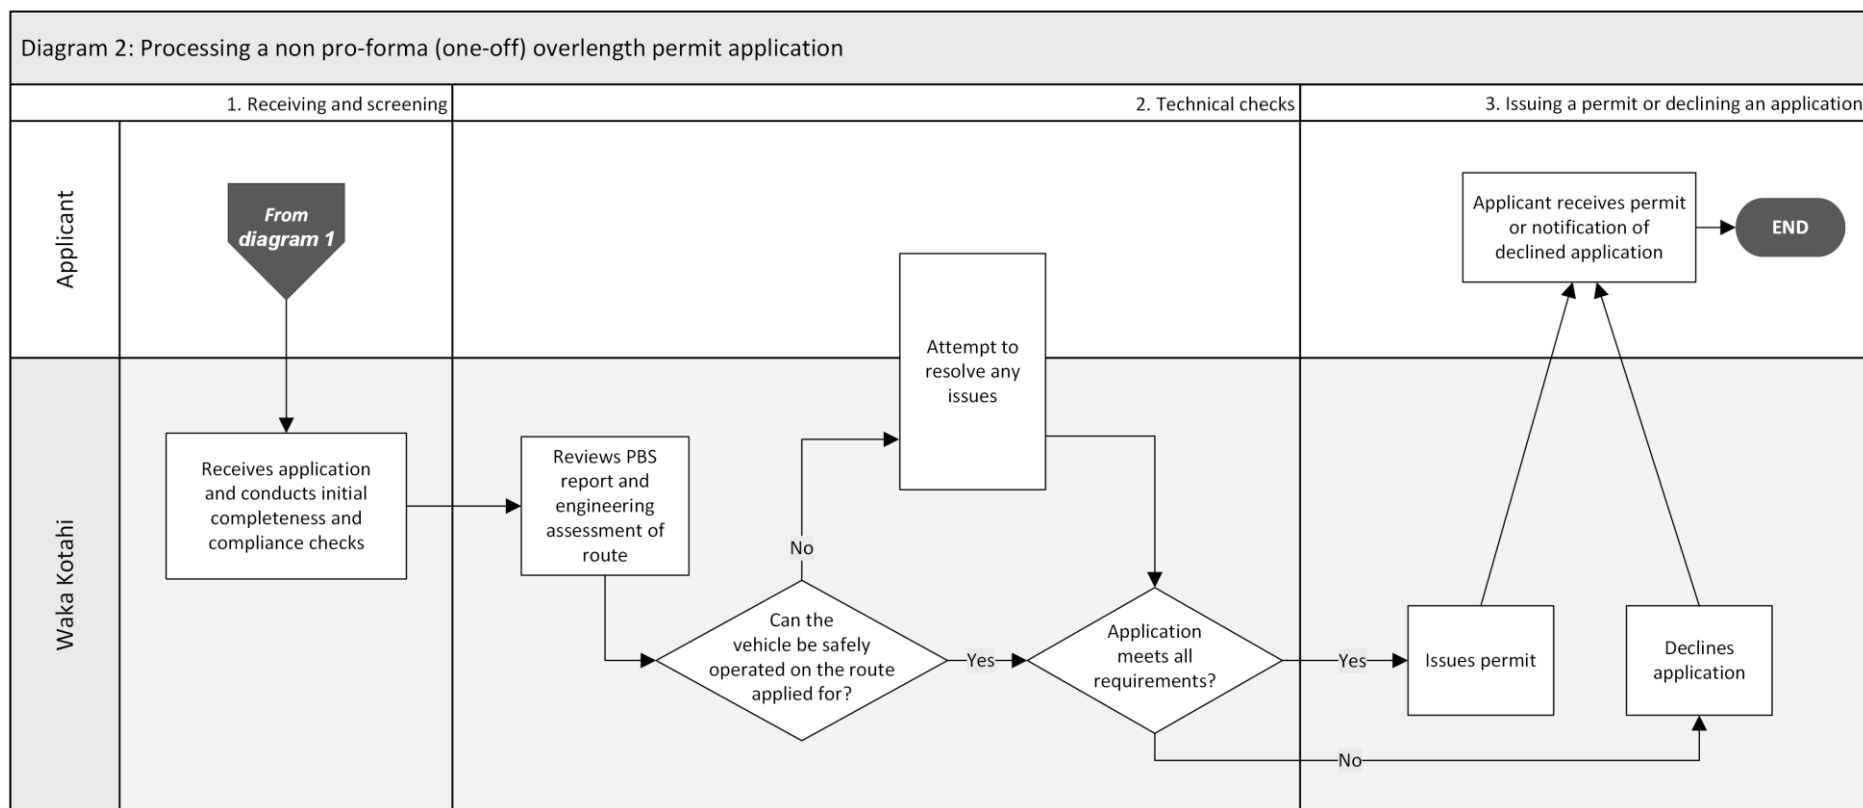 Diagram 2: Processing a non pro-forma (one-off) overlength permit application
1. Receiving and screening
2. Technical checks
3. Issuing a permit or declining an application
Applicant
From
diagram 1
Attempt to
resolve any
issues
Applicant receives permit
or notification of
declined application
END
Waka Kotahi
Receives application
and conducts initial
completeness and
compliance checks
Reviews PBS
report and
engineering
assessment of
route
No
Can the
vehicle be safely
operated on the route
applied for?
Yes
Application
meets all
requirements?
Yes
Issues permit
Declines
application
No